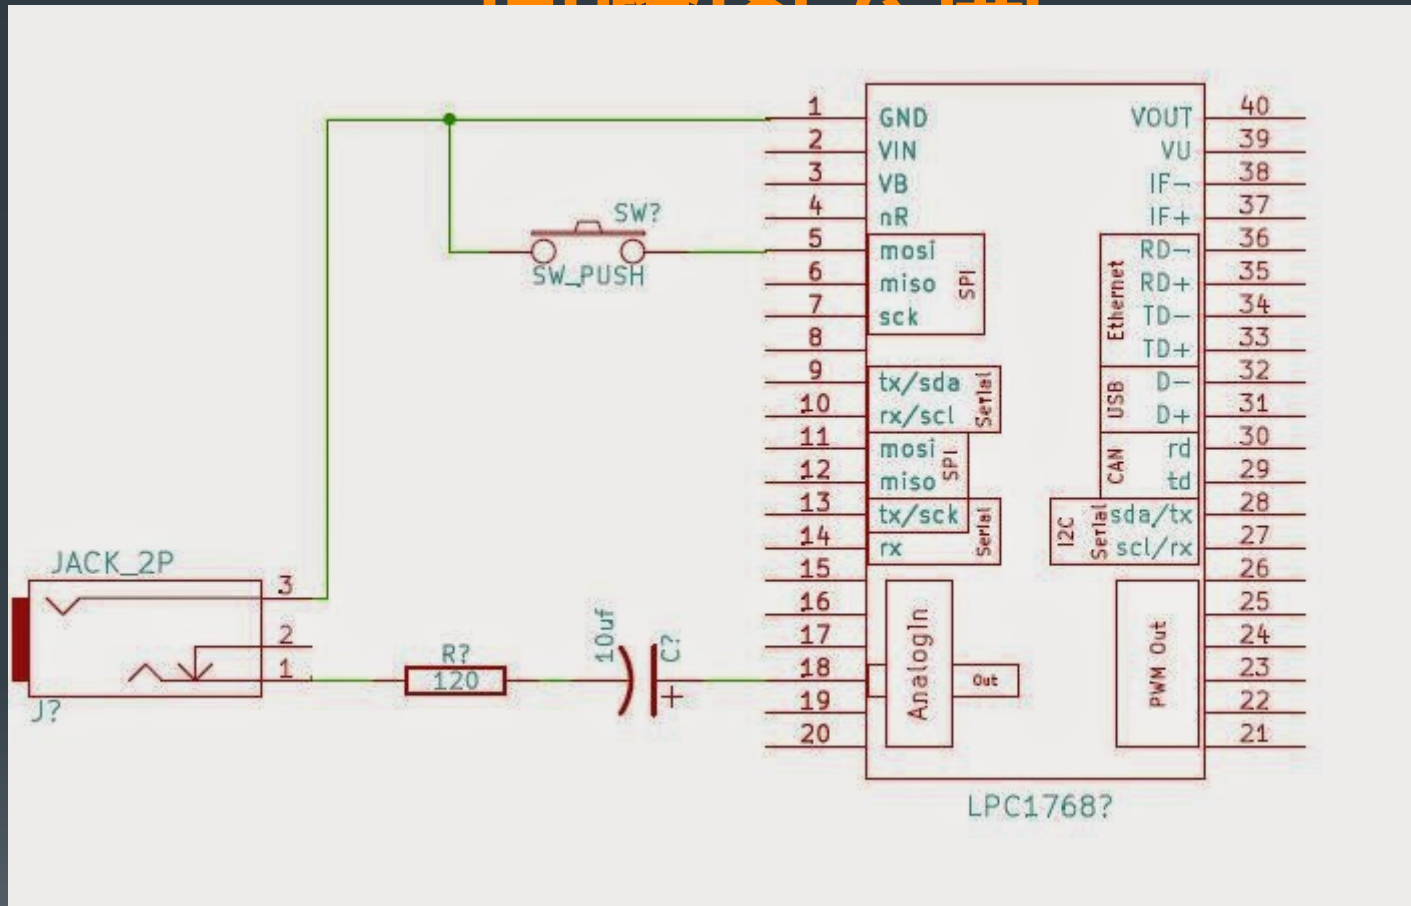 1 GND VOUT 40
2 VIN VU 39
3 VB IF- 38
4 nR IF+ 37
SW?
SW_PUSH
5 mosi RD- 36
6 miso SPI Ethernet RD+ 35
7 sck TD- 34
8 TD+ 33
9 tx/sda Serial USB D- 32
10 rx/scl D+ 31
11 mosi SPI CAN rd 30
12 miso td 29
13 tx/sck Serial I2C Serial sda/tx 28
14 rx scl/rx 27
15 26
16 25
17 AnalogIn PWM Out 24
18 Out 23
19 22
20 21
LPC1768?
JACK_2P
3
2
1
J?
R?
120
10uf
C?
+